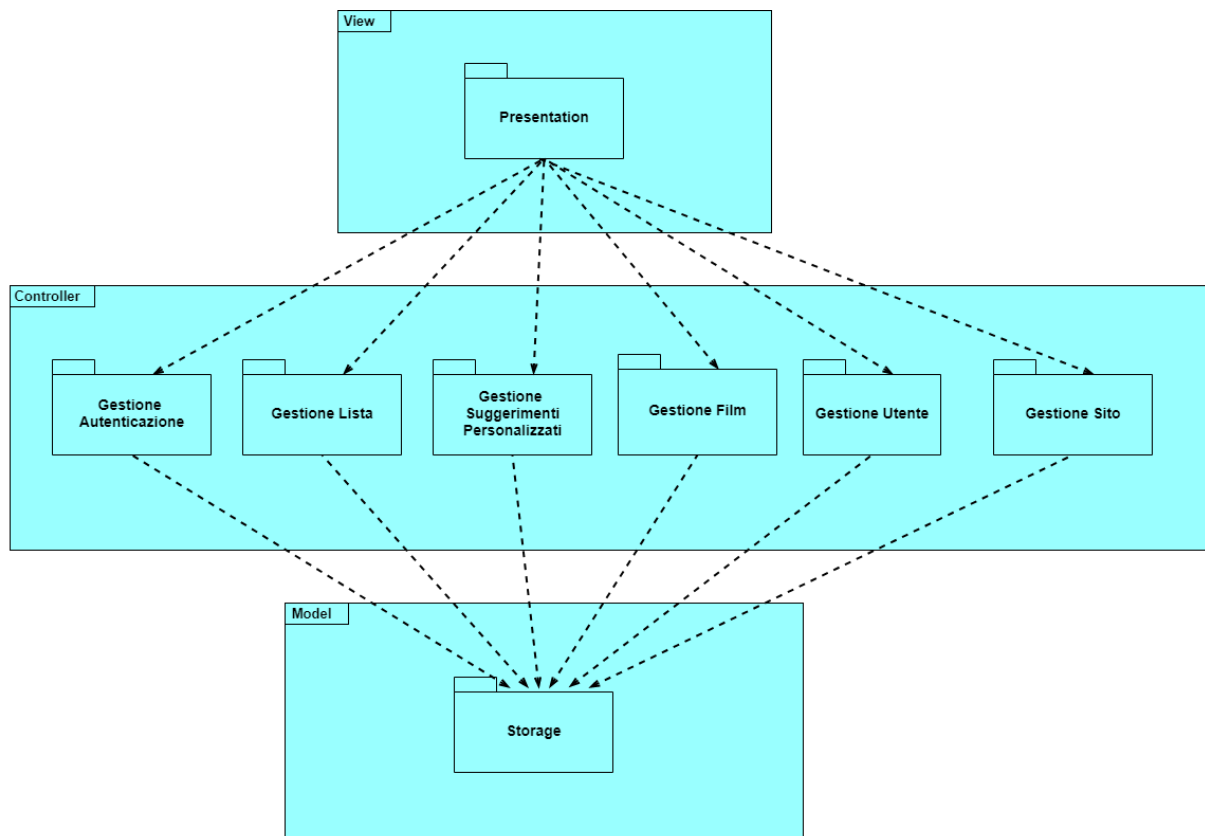 View
Presentation
Controller
Gestione
Autenticazione
Gestione Lista
Gestione
Suggerimenti
Personalizzati
Gestione Film
Gestione Utente
Gestione Sito
Model
Storage